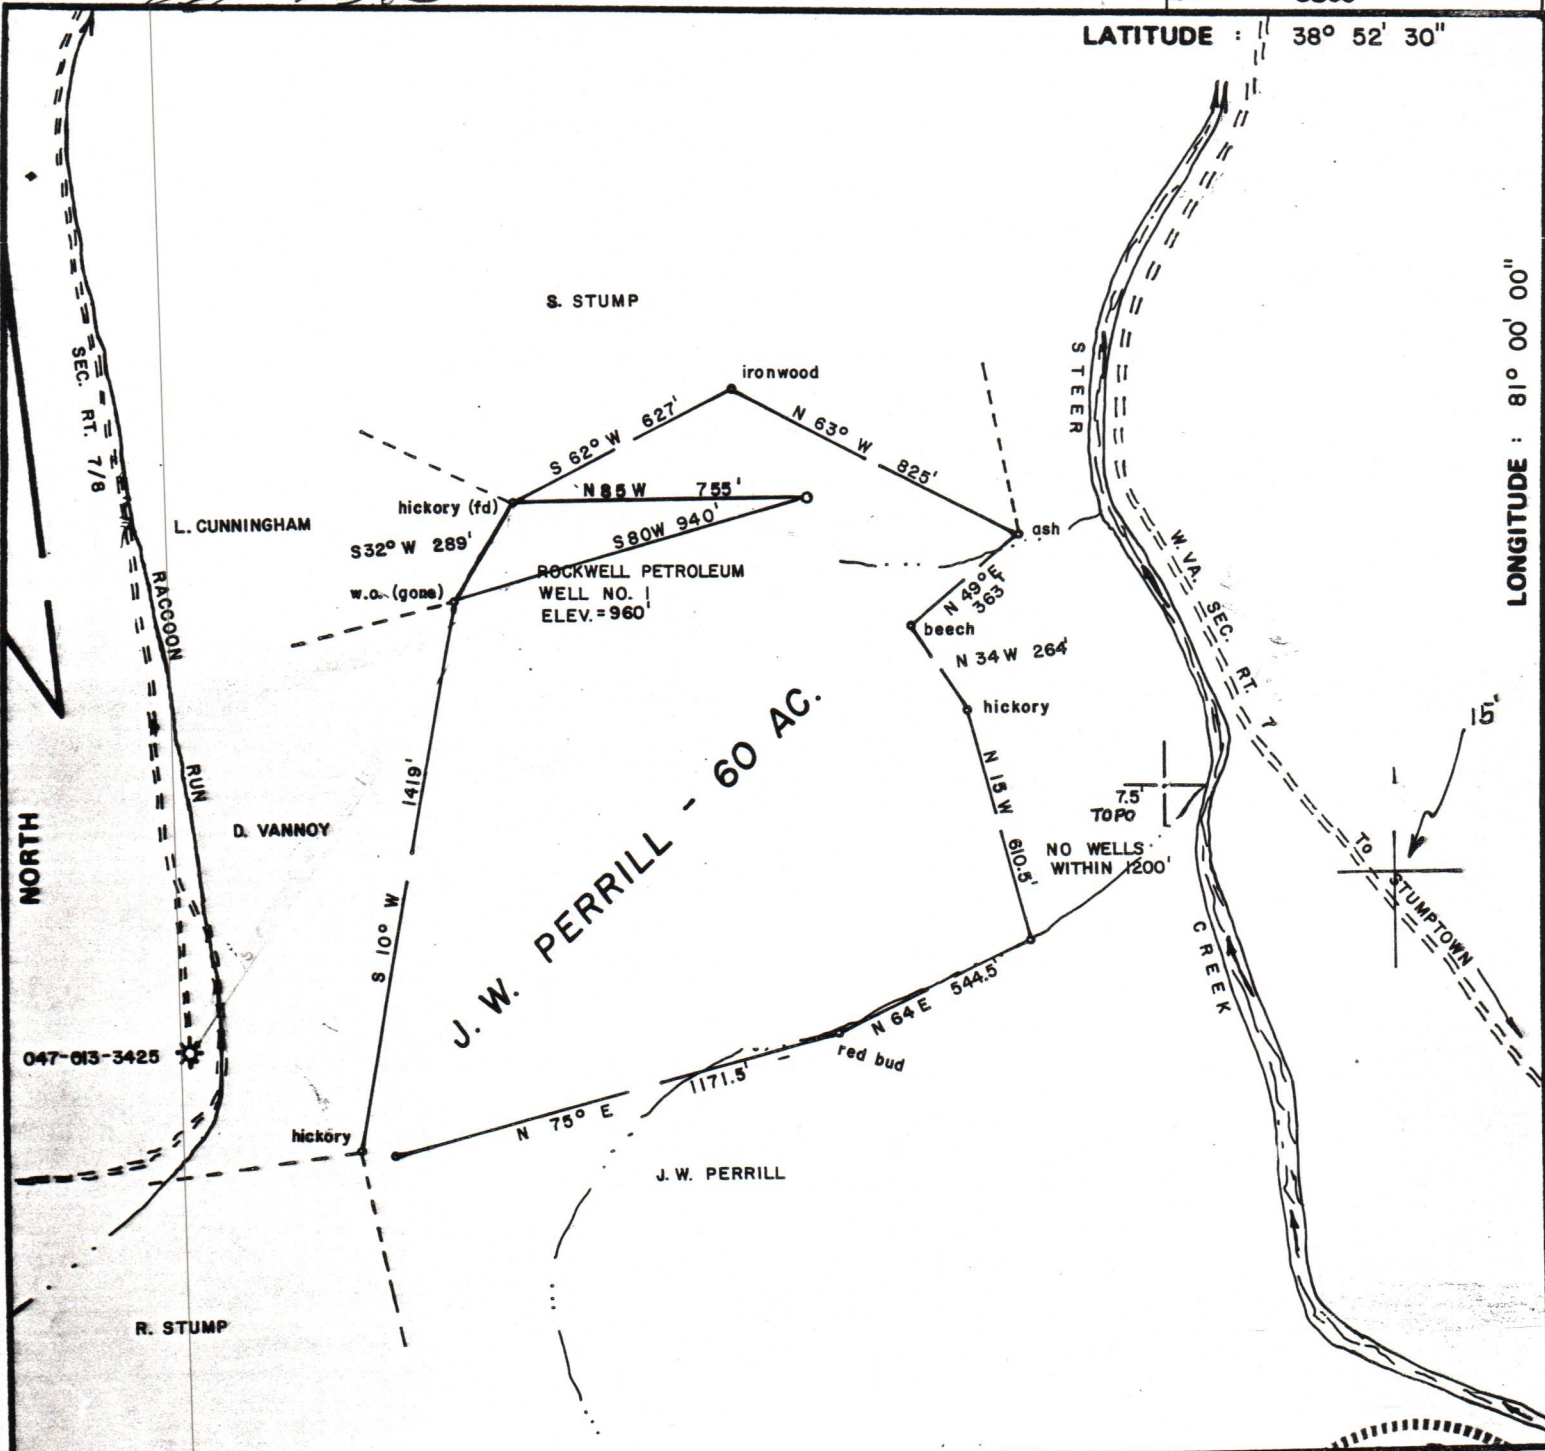 LATITUDE : 38° 52' 30"
LONGITUDE : 81° 00' 00"
S. STUMP
ironwood
S 62° W 627'
N 63° W 825'
STEER
SEC. RT. 7/8
hickory (fd)
N 85 W 755'
L. CUNNINGHAM
S 32° W 289'
S 80 W 940'
ash
W. VA. SEC. RT. 7
ROCKWELL PETROLEUM
WELL NO. 1
ELEV. = 960'
w.o. (gone)
N 49° E
363'
beech
RACCOON
RUN
N 34 W 264'
hickory
15'
1419'
S 10° W
J. W. PERRILL - 60 AC.
N 15 W 610.5'
7.5'
TOPO
D. VANNOY
NORTH
NO WELLS
WITHIN 1200'
TO STUMPTOWN
CREEK
N 64 E 544.5'
red bud
047-013-3425
1171.5'
N 75° E
hickory
J. W. PERRILL
R. STUMP